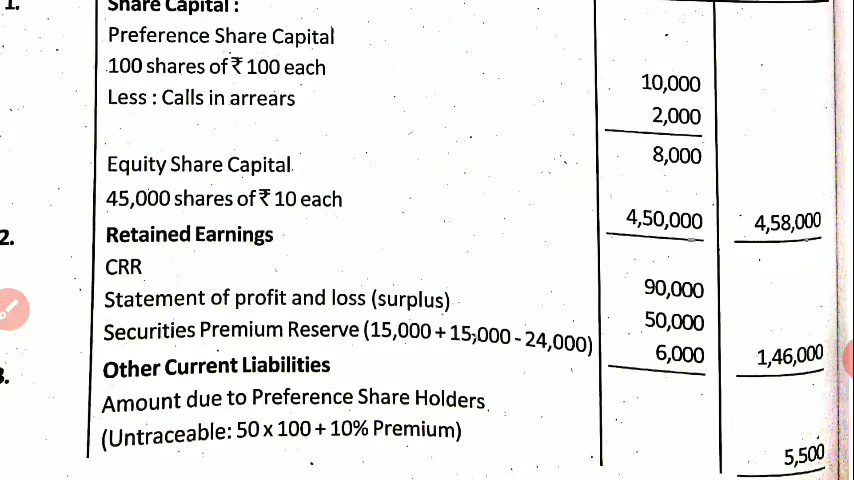 1. Share Capital :
Preference Share Capital
100 shares of ₹ 100 each 10,000
Less : Calls in arrears 2,000
8,000
Equity Share Capital
45,000 shares of ₹ 10 each 4,50,000 4,58,000
2. Retained Earnings
CRR 90,000
Statement of profit and loss (surplus) 50,000
Securities Premium Reserve (15,000 + 15,000 - 24,000) 6,000 1,46,000
3. Other Current Liabilities
Amount due to Preference Share Holders
(Untraceable: 50 x 100 + 10% Premium) 5,500